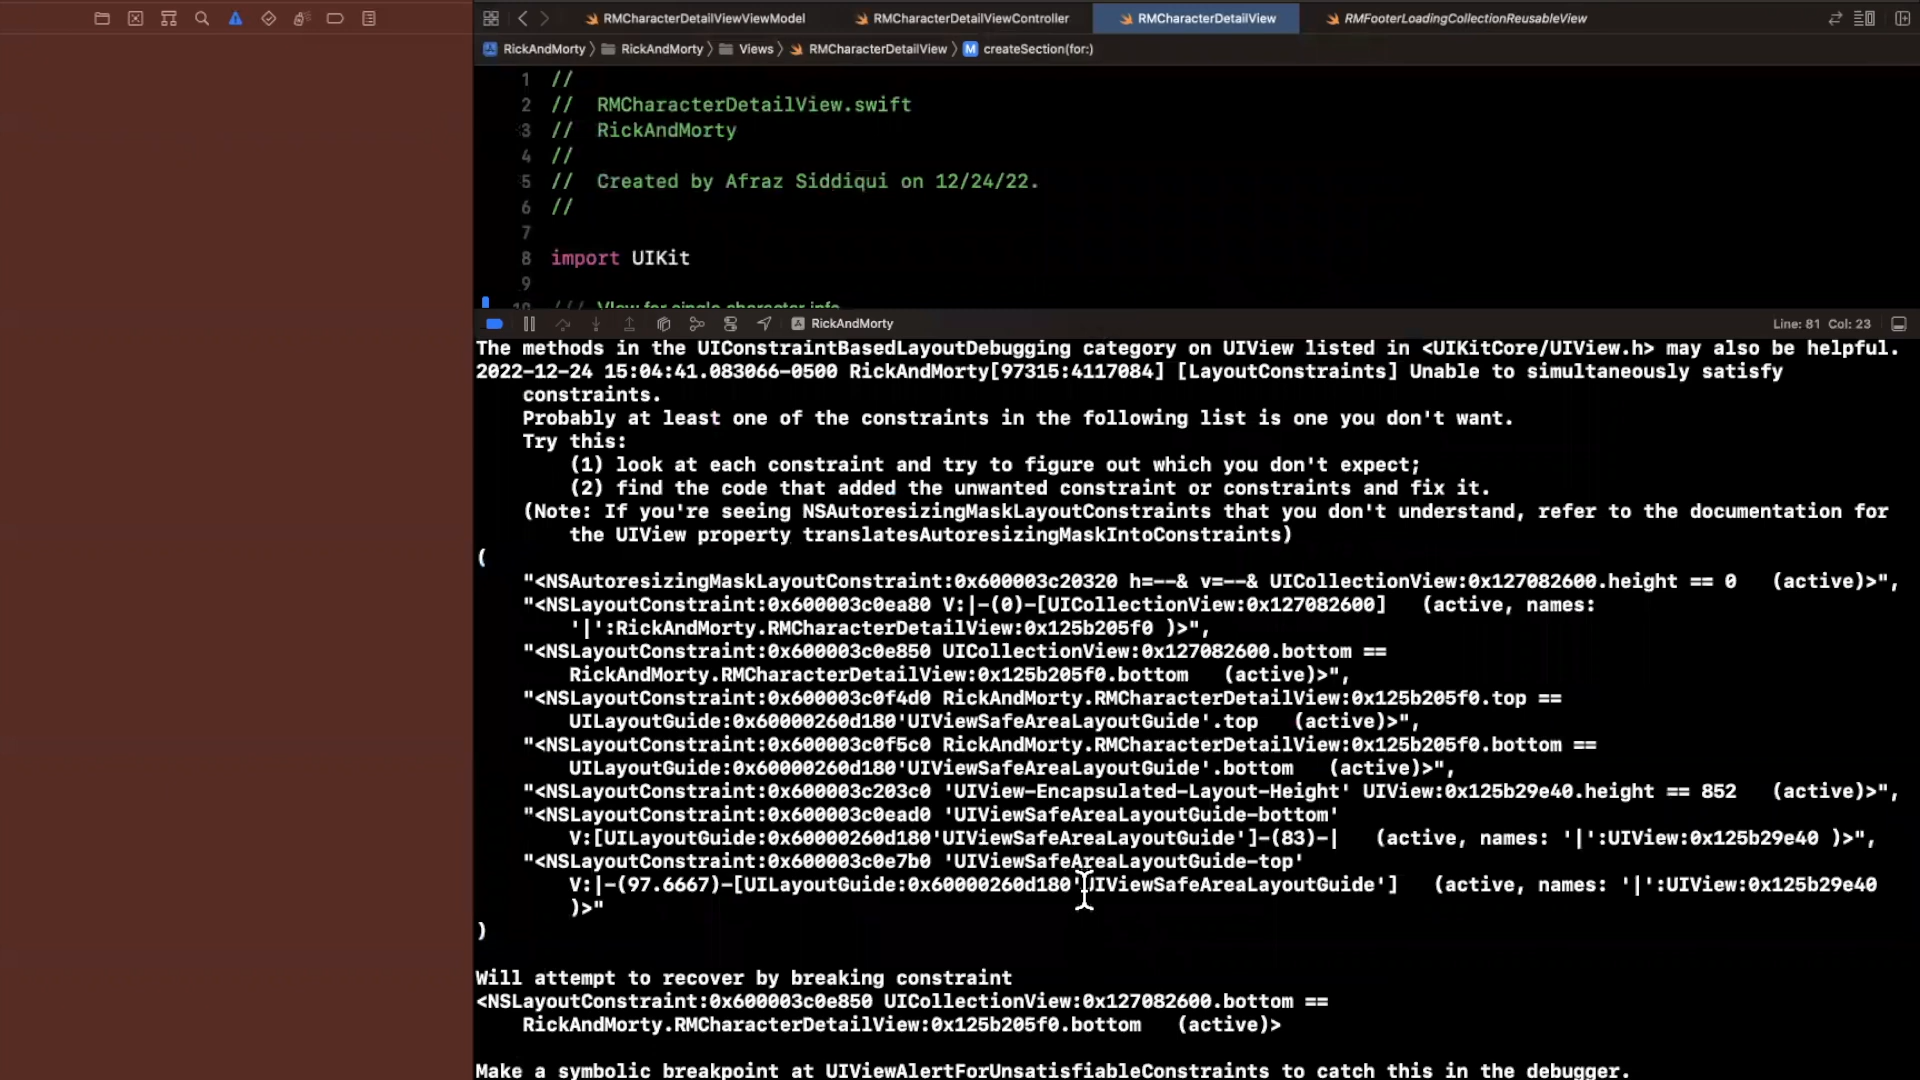 RMCharacterDetailViewViewModel RMCharacterDetailViewController RMCharacterDetailView RMFooterLoadingCollectionReusableView
RickAndMorty RickAndMorty Views RMCharacterDetailView M createSection(for:)
1 //
2 // RMCharacterDetailView.swift
3 // RickAndMorty
4 //
5 // Created by Afraz Siddiqui on 12/24/22.
6 //
7
8 import UIKit
9
10 /// View for single character info
RickAndMorty Line: 81 Col: 23
The methods in the UIConstraintBasedLayoutDebugging category on UIView listed in <UIKitCore/UIView.h> may also be helpful.
2022-12-24 15:04:41.083066-0500 RickAndMorty[97315:4117084] [LayoutConstraints] Unable to simultaneously satisfy
constraints.
Probably at least one of the constraints in the following list is one you don't want.
Try this:
(1) look at each constraint and try to figure out which you don't expect;
(2) find the code that added the unwanted constraint or constraints and fix it.
(Note: If you're seeing NSAutoresizingMaskLayoutConstraints that you don't understand, refer to the documentation for
the UIView property translatesAutoresizingMaskIntoConstraints)
(
"<NSAutoresizingMaskLayoutConstraint:0x600003c20320 h=--& v=--& UICollectionView:0x127082600.height == 0 (active)>",
"<NSLayoutConstraint:0x600003c0ea80 V:|-(0)-[UICollectionView:0x127082600] (active, names:
'|':RickAndMorty.RMCharacterDetailView:0x125b205f0 )>",
"<NSLayoutConstraint:0x600003c0e850 UICollectionView:0x127082600.bottom ==
RickAndMorty.RMCharacterDetailView:0x125b205f0.bottom (active)>",
"<NSLayoutConstraint:0x600003c0f4d0 RickAndMorty.RMCharacterDetailView:0x125b205f0.top ==
UILayoutGuide:0x60000260d180'UIViewSafeAreaLayoutGuide'.top (active)>",
"<NSLayoutConstraint:0x600003c0f5c0 RickAndMorty.RMCharacterDetailView:0x125b205f0.bottom ==
UILayoutGuide:0x60000260d180'UIViewSafeAreaLayoutGuide'.bottom (active)>",
"<NSLayoutConstraint:0x600003c203c0 'UIView-Encapsulated-Layout-Height' UIView:0x125b29e40.height == 852 (active)>",
"<NSLayoutConstraint:0x600003c0ead0 'UIViewSafeAreaLayoutGuide-bottom'
V:[UILayoutGuide:0x60000260d180'UIViewSafeAreaLayoutGuide']-(83)-| (active, names: '|':UIView:0x125b29e40 )>",
"<NSLayoutConstraint:0x600003c0e7b0 'UIViewSafeAreaLayoutGuide-top'
V:|-(97.6667)-[UILayoutGuide:0x60000260d180'UIViewSafeAreaLayoutGuide'] (active, names: '|':UIView:0x125b29e40
)>"
)
Will attempt to recover by breaking constraint
<NSLayoutConstraint:0x600003c0e850 UICollectionView:0x127082600.bottom ==
RickAndMorty.RMCharacterDetailView:0x125b205f0.bottom (active)>
Make a symbolic breakpoint at UIViewAlertForUnsatisfiableConstraints to catch this in the debugger.